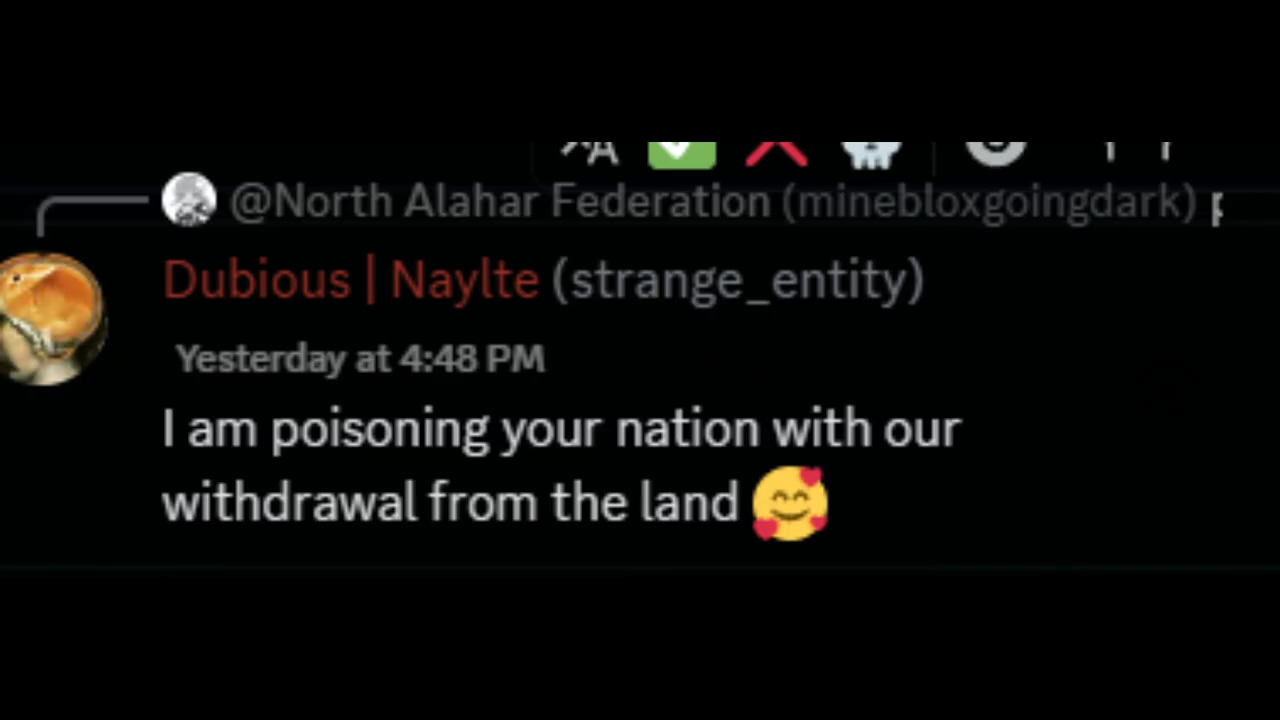 @North Alahar Federation (minebloxgoingdark)
Dubious | Naylte (strange_entity)
Yesterday at 4:48 PM
I am poisoning your nation with our
withdrawal from the land 🥰